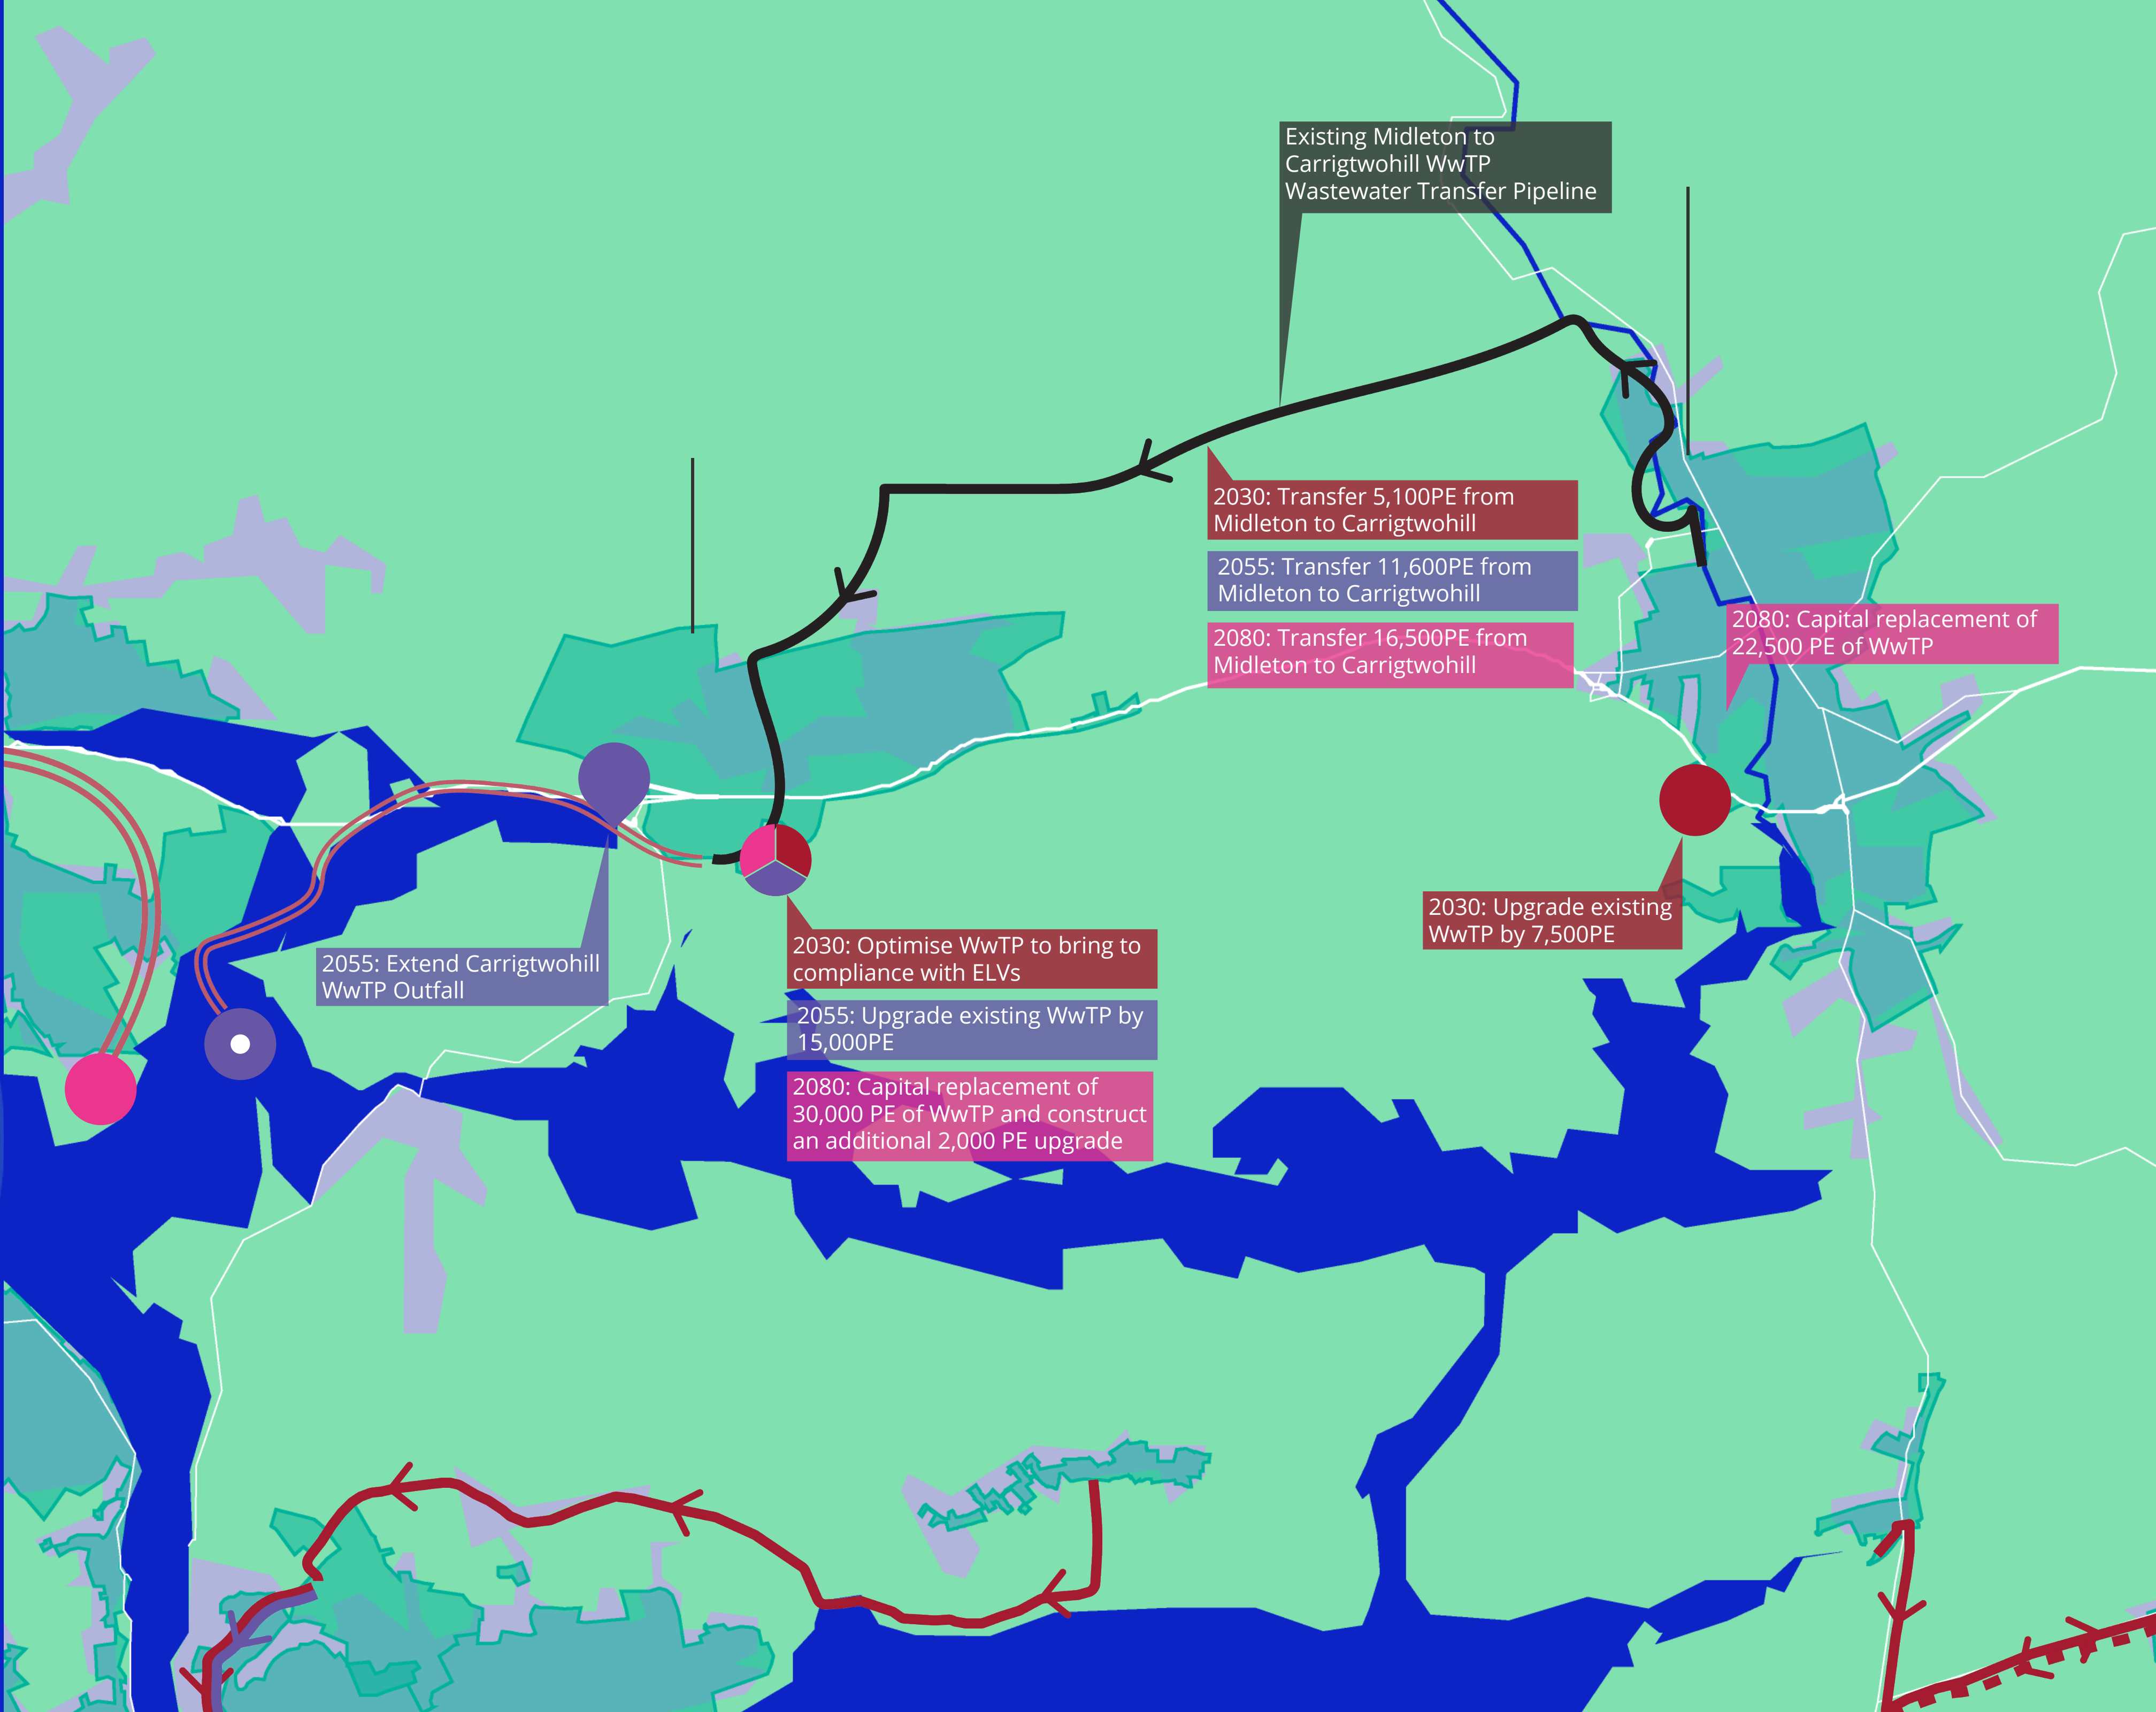 Existing Midleton to
Carrigtwohill WwTP
Wastewater Transfer Pipeline
2030: Transfer 5,100PE from
Midleton to Carrigtwohill
2055: Transfer 11,600PE from
Midleton to Carrigtwohill
2080: Transfer 16,500PE from
Midleton to Carrigtwohill
2080: Capital replacement of
22,500 PE of WwTP
2030: Upgrade existing
WwTP by 7,500PE
2055: Extend Carrigtwohill
WwTP Outfall
2030: Optimise WwTP to bring to
compliance with ELVs
2055: Upgrade existing WwTP by
15,000PE
2080: Capital replacement of
30,000 PE of WwTP and construct
an additional 2,000 PE upgrade